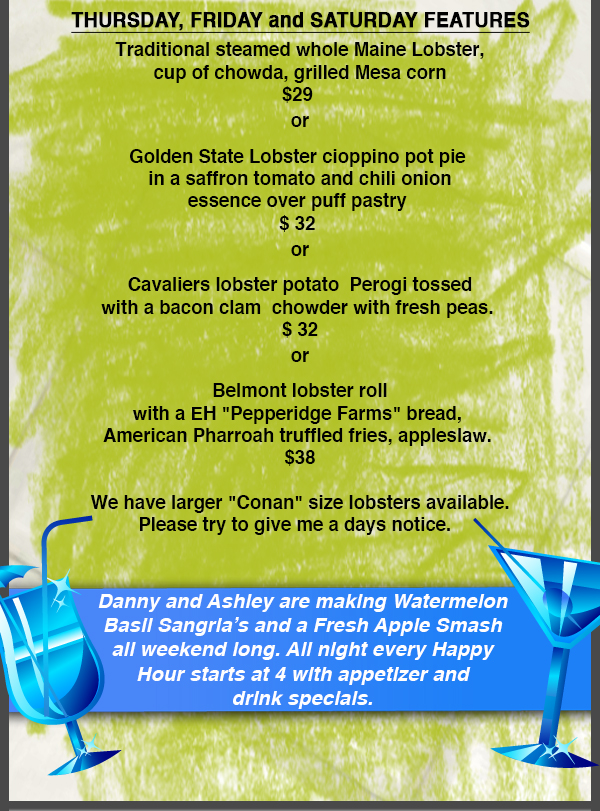 THURSDAY, FRIDAY and SATURDAY FEATURES
Traditional steamed whole Maine Lobster,
cup of chowda, grilled Mesa corn
$29
or
Golden State Lobster cioppino pot pie
in a saffron tomato and chili onion
essence over puff pastry
$ 32
or
Cavaliers lobster potato  Perogi tossed
with a bacon clam  chowder with fresh peas.
$ 32
or
Belmont lobster roll
with a EH "Pepperidge Farms" bread,
American Pharroah truffled fries, appleslaw.
$38
We have larger "Conan" size lobsters available.
Please try to give me a days notice.
Danny and Ashley are making Watermelon
Basil Sangria's and a Fresh Apple Smash
all weekend long. All night every Happy
Hour starts at 4 with appetizer and
drink specials.